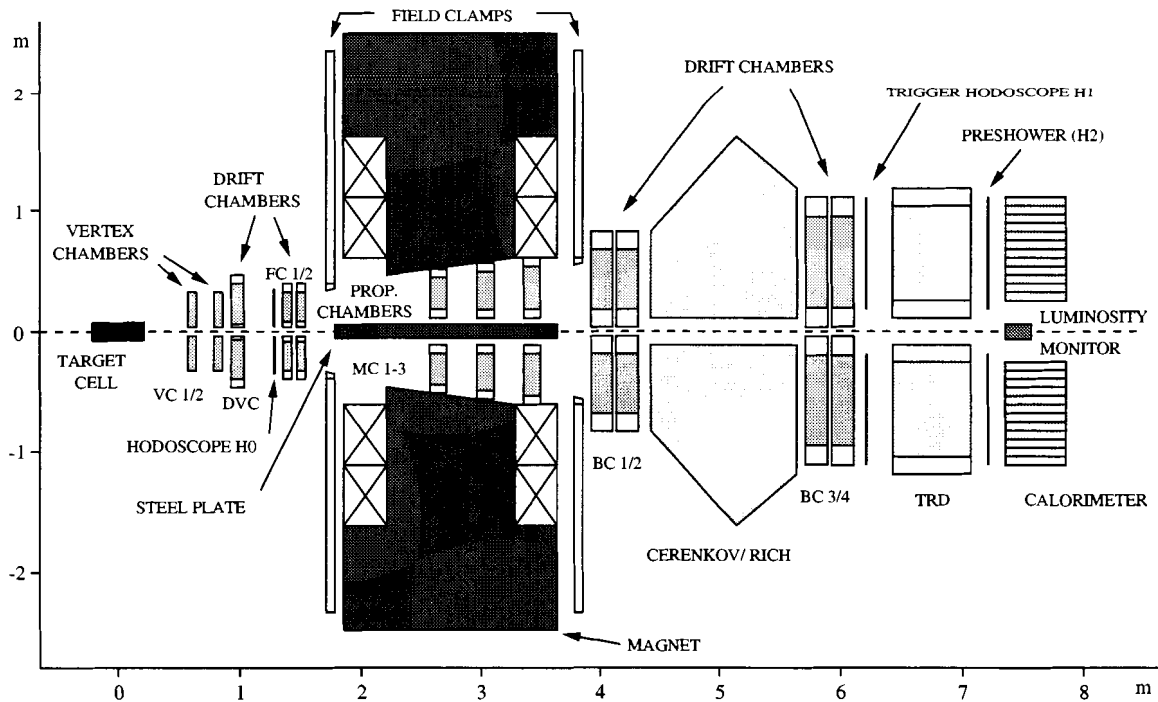 FIELD CLAMPS
m
DRIFT CHAMBERS
2
TRIGGER HODOSCOPE H1
PRESHOWER (H2)
DRIFT
CHAMBERS
1
VERTEX
CHAMBERS
FC 1/2
PROP.
CHAMBERS
0
LUMINOSITY
MONITOR
TARGET
CELL
VC 1/2
DVC
MC 1-3
HODOSCOPE H0
-1
BC 1/2
STEEL PLATE
BC 3/4
TRD
CALORIMETER
CERENKOV/ RICH
-2
MAGNET
0 1 2 3 4 5 6 7 8 m